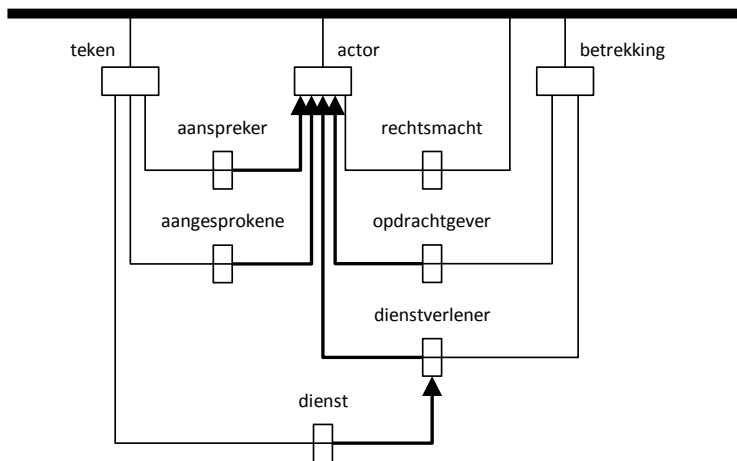 teken
actor
betrekking
aanspreker
rechtsmacht
aangesprokene
opdrachtgever
dienstverlener
dienst